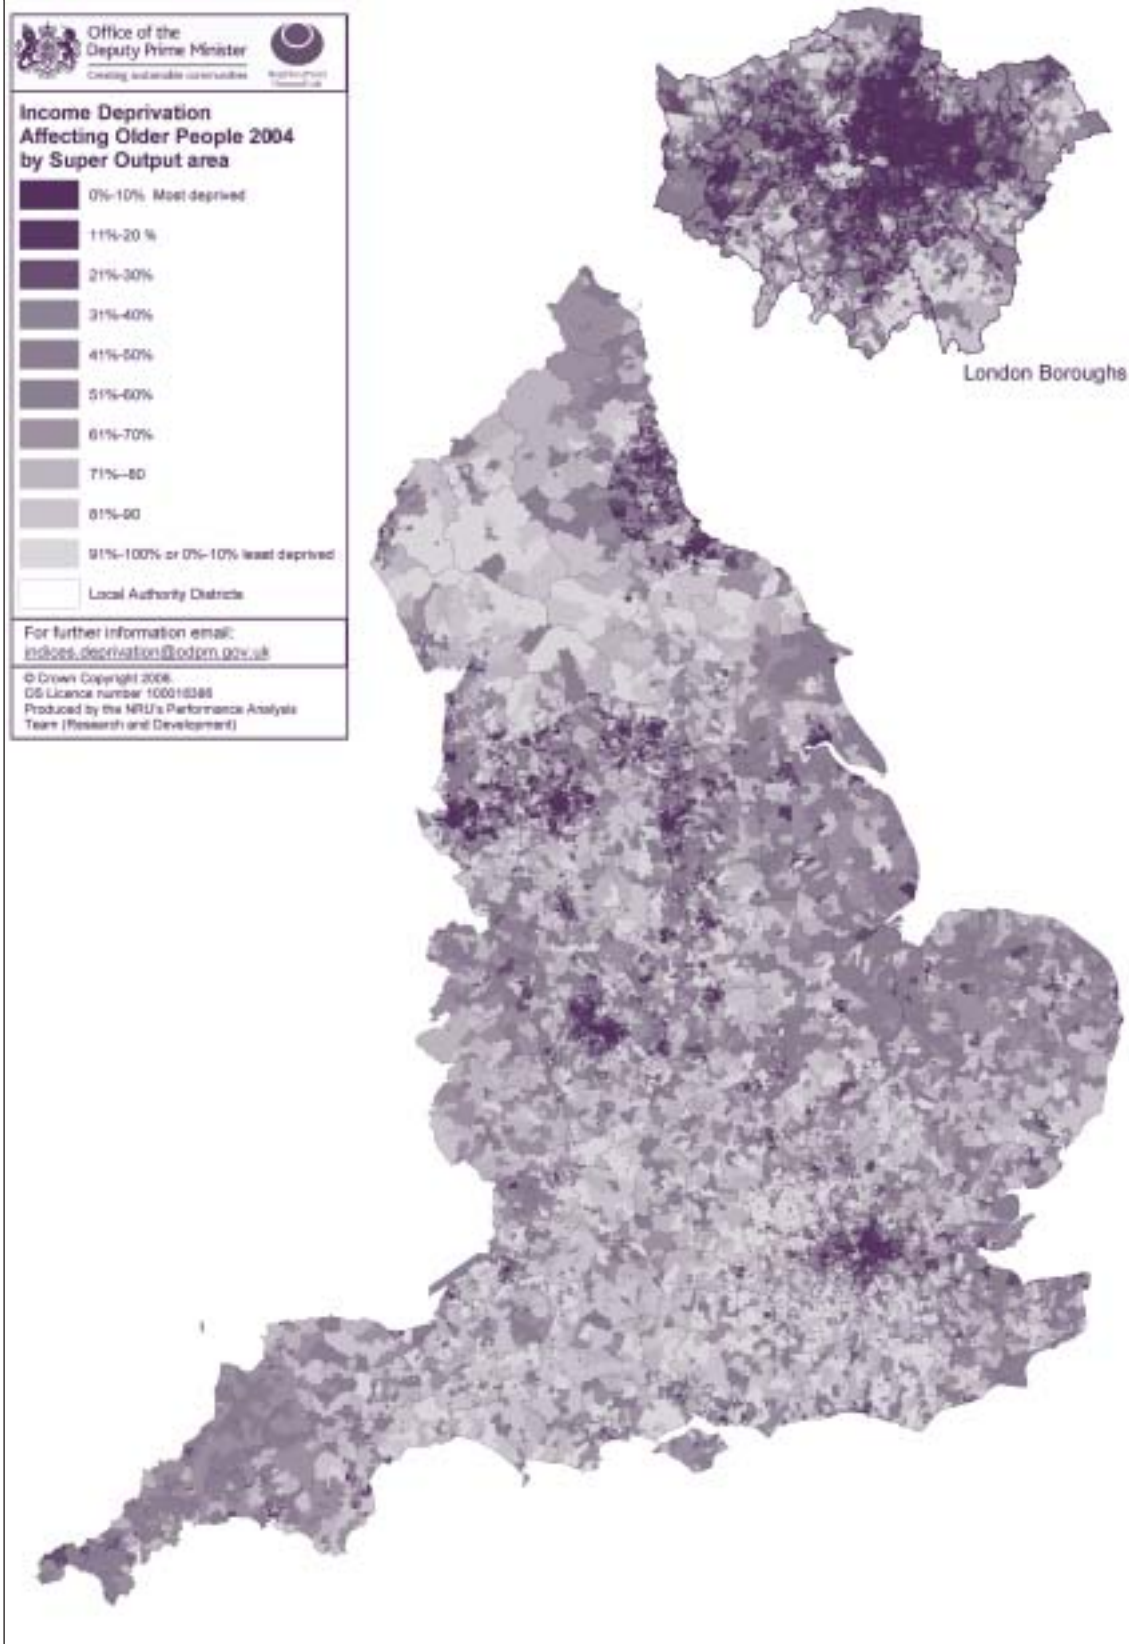 Office of the
Deputy Prime Minister
Creating sustainable communities
Income Deprivation
Affecting Older People 2004
by Super Output area
0%-10% Most deprived
11%-20 %
21%-30%
31%-40%
41%-50%
51%-60%
61%-70%
71%--80
81%-90
91%-100% or 0%-10% least deprived
Local Authority Districts
For further information email:
indices.deprivation@odpm.gov.uk
© Crown Copyright
OS Licence number
Produced by the NRU's Performance Analysis
Team (Research and Development)
London Boroughs